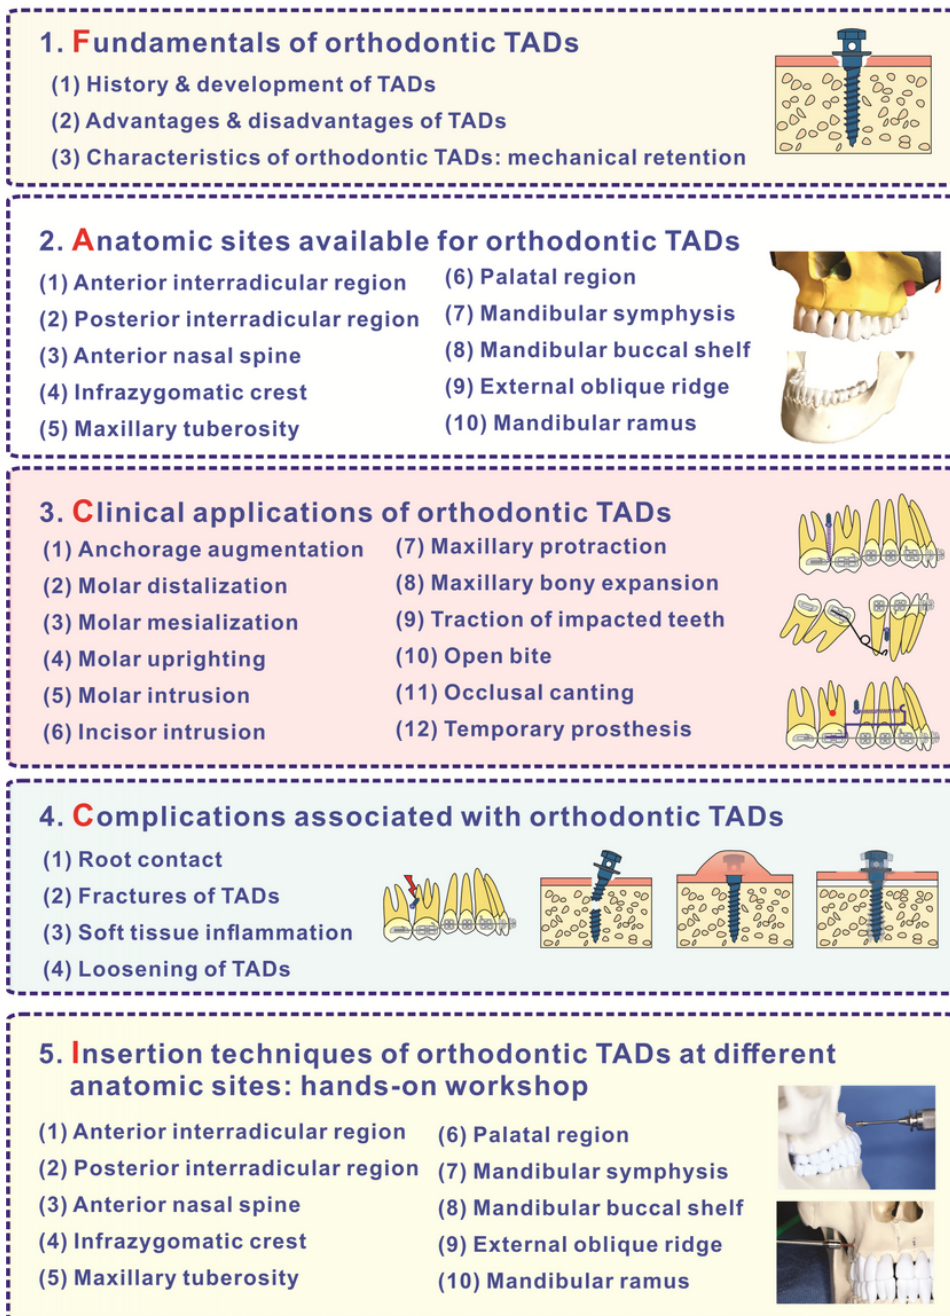 1. Fundamentals of orthodontic TADs
(1) History & development of TADs
(2) Advantages & disadvantages of TADs
(3) Characteristics of orthodontic TADs: mechanical retention
2. Anatomic sites available for orthodontic TADs
(1) Anterior interradicular region
(2) Posterior interradicular region
(3) Anterior nasal spine
(4) Infrazygomatic crest
(5) Maxillary tuberosity
(6) Palatal region
(7) Mandibular symphysis
(8) Mandibular buccal shelf
(9) External oblique ridge
(10) Mandibular ramus
3. Clinical applications of orthodontic TADs
(1) Anchorage augmentation
(2) Molar distalization
(3) Molar mesialization
(4) Molar uprighting
(5) Molar intrusion
(6) Incisor intrusion
(7) Maxillary protraction
(8) Maxillary bony expansion
(9) Traction of impacted teeth
(10) Open bite
(11) Occlusal canting
(12) Temporary prosthesis
4. Complications associated with orthodontic TADs
(1) Root contact
(2) Fractures of TADs
(3) Soft tissue inflammation
(4) Loosening of TADs
5. Insertion techniques of orthodontic TADs at different
anatomic sites: hands-on workshop
(1) Anterior interradicular region
(2) Posterior interradicular region
(3) Anterior nasal spine
(4) Infrazygomatic crest
(5) Maxillary tuberosity
(6) Palatal region
(7) Mandibular symphysis
(8) Mandibular buccal shelf
(9) External oblique ridge
(10) Mandibular ramus